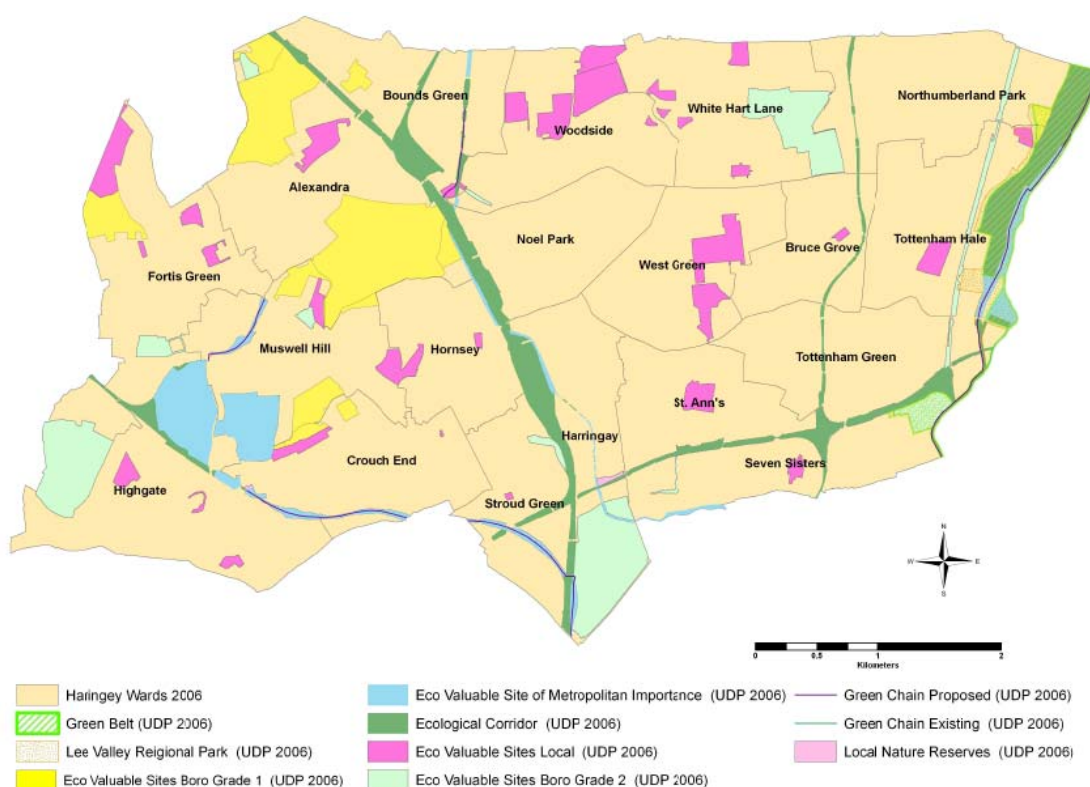 Bounds Green
Northumberland Park
White Hart Lane
Woodside
Alexandra
Noel Park
Tottenham Hale
Bruce Grove
West Green
Fortis Green
Muswell Hill
Hornsey
Tottenham Green
St. Ann's
Harringay
Crouch End
Seven Sisters
Highgate
Stroud Green
N
W E
S
0 0.5 1 2
Kilometers
Haringey Wards 2006
Green Belt (UDP 2006)
Lee Valley Reigional Park (UDP 2006)
Eco Valuable Sites Boro Grade 1 (UDP 2006)
Eco Valuable Site of Metropolitan Importance (UDP 2006)
Ecological Corridor (UDP 2006)
Eco Valuable Sites Local (UDP 2006)
Eco Valuable Sites Boro Grade 2 (UDP 2006)
Green Chain Proposed (UDP 2006)
Green Chain Existing (UDP 2006)
Local Nature Reserves (UDP 2006)